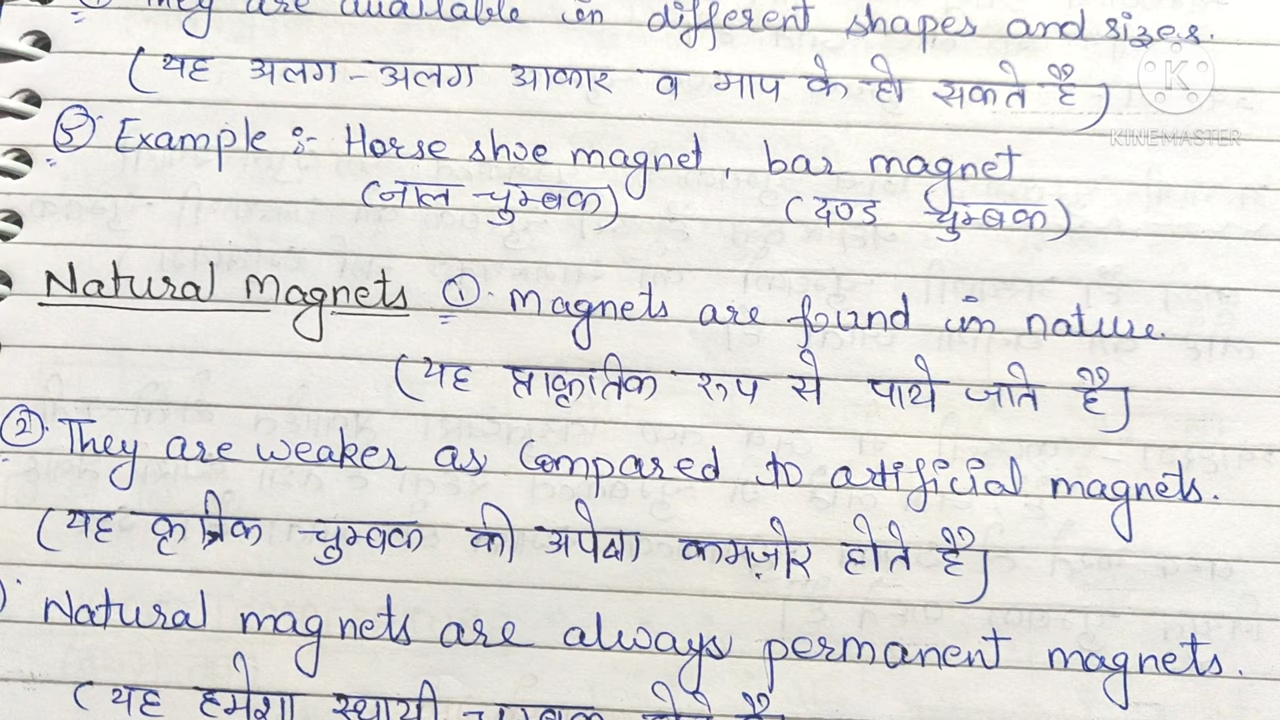 They are available in different shapes and sizes.
(यह अलग-अलग आकार व माप के हो सकते हैं)
KINEMASTER
⑤ Example :- Horse shoe magnet, bar magnet
(नाल चुम्बक) (दण्ड चुम्बक)
Natural Magnets ①. Magnets are found in nature.
(यह प्राकृतिक रूप से पाये जाते हैं)
②. They are weaker as compared to artificial magnets.
(यह कृत्रिक चुम्बक की अपेक्षा कमज़ोर होते हैं)
Natural magnets are always permanent magnets.
(यह हमेशा स्थायी चुम्बक होते हैं